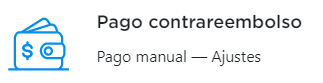 Pago contrareembolso
$
Pago manual — Ajustes